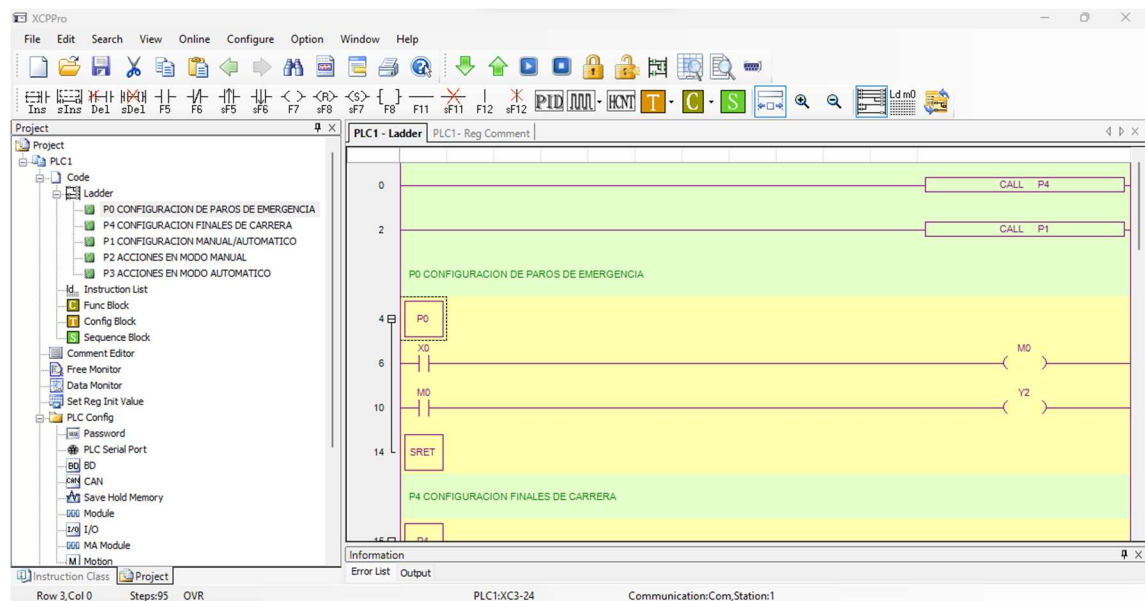 XCPPro
File Edit Search View Online Configure Option Window Help
Ins sIns Del sDel F5 F6 sF5 sF6 F7 sF8 sF7 F8 F11 sF11 F12 sF12 PID HCNT T C S Ld m0
Project
PLC1 - Ladder PLC1- Reg Comment
Project
PLC1
Code
Ladder
P0 CONFIGURACION DE PAROS DE EMERGENCIA
P4 CONFIGURACION FINALES DE CARRERA
P1 CONFIGURACION MANUAL/AUTOMATICO
P2 ACCIONES EN MODO MANUAL
P3 ACCIONES EN MODO AUTOMATICO
Instruction List
C Func Block
T Config Block
S Sequence Block
Comment Editor
Free Monitor
Data Monitor
Set Reg Init Value
PLC Config
Password
PLC Serial Port
BD BD
CAN CAN
Save Hold Memory
Module
I/O I/O
MA Module
M Motion
Instruction Class Project
0 CALL P4
2 CALL P1
P0 CONFIGURACION DE PAROS DE EMERGENCIA
4 P0
X0 M0
6
M0 Y2
10
14 SRET
P4 CONFIGURACION FINALES DE CARRERA
Information
Error List Output
Row 3,Col 0 Steps:95 OVR PLC1:XC3-24 Communication:Com,Station:1